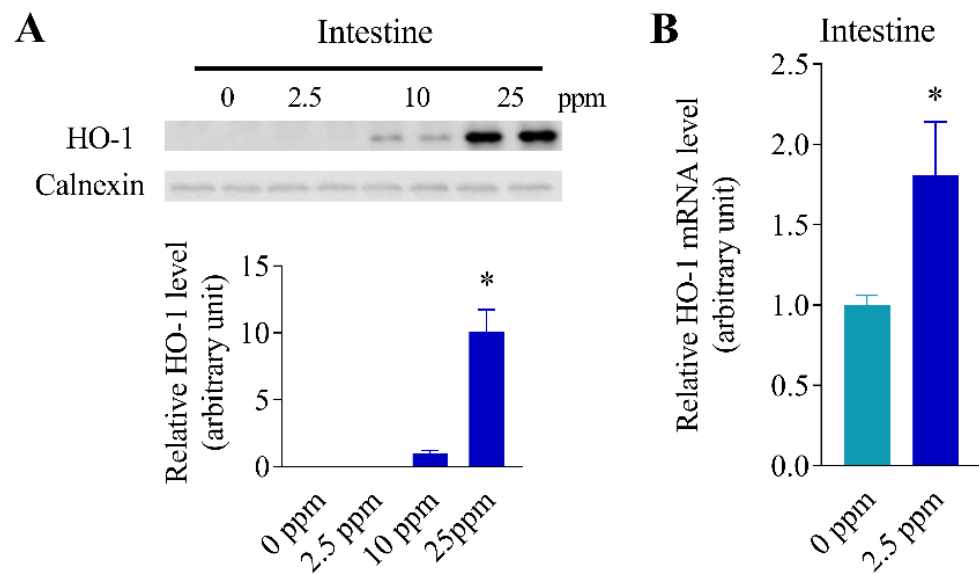 A
Intestine
0 2.5 10 25 ppm
HO-1
Calnexin
Relative HO-1 level
(arbitrary unit)
15
10
5
0
*
0 ppm
2.5 ppm
10 ppm
25ppm
B
Intestine
Relative HO-1 mRNA level
(arbitrary unit)
2.5
2.0
1.5
1.0
0.5
0.0
*
0 ppm
2.5 ppm